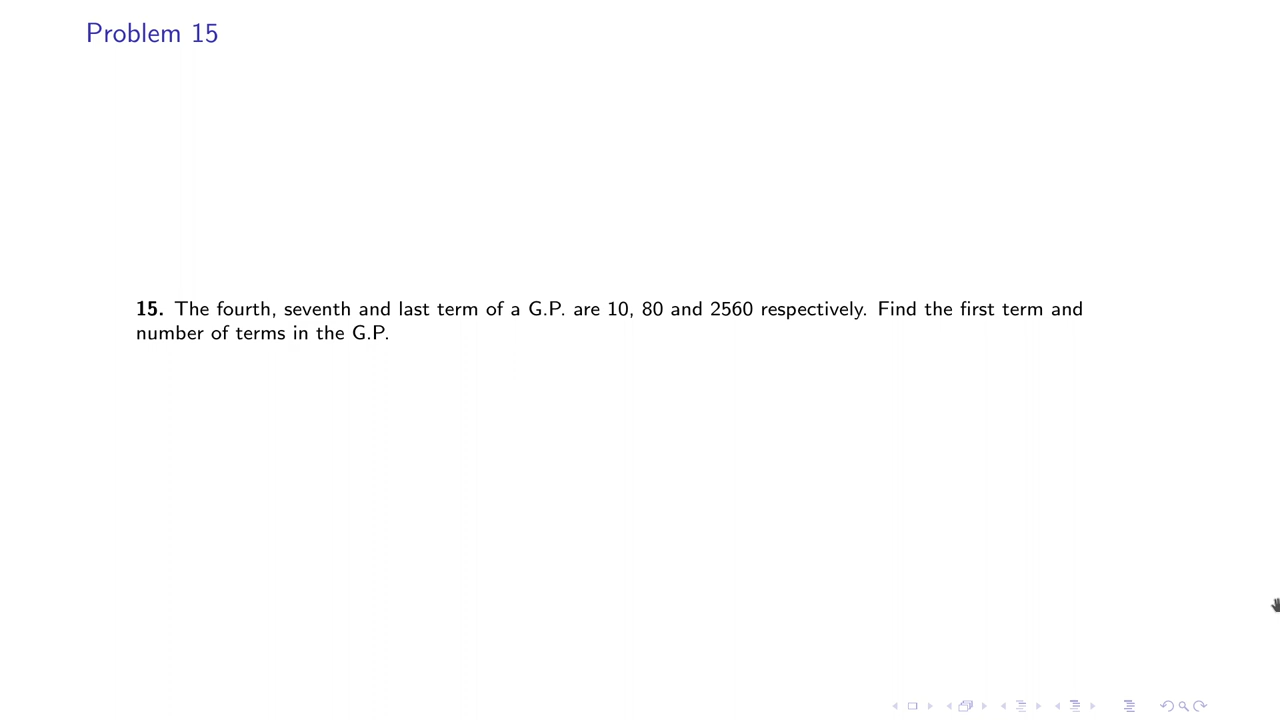 Problem 15
15. The fourth, seventh and last term of a G.P. are 10, 80 and 2560 respectively. Find the first term and
number of terms in the G.P.